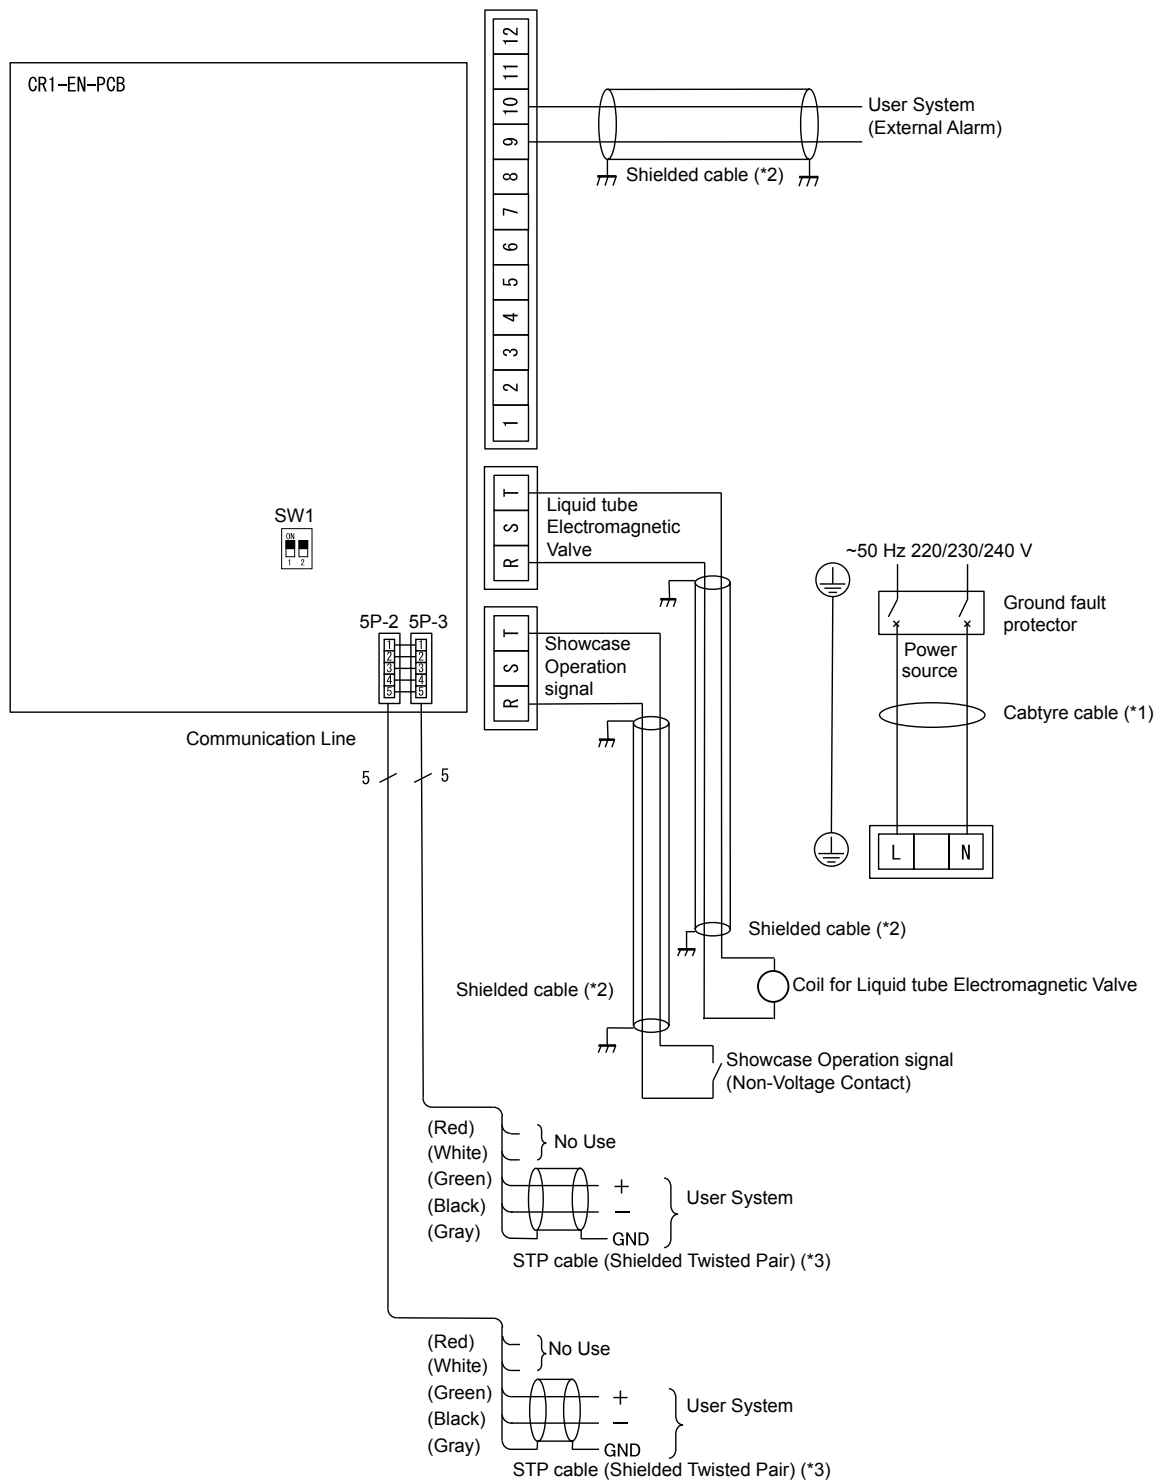 CR1-EN-PCB
12
11
10
9
8
7
6
5
4
3
2
1
User System
(External Alarm)
Shielded cable (*2)
T
S
R
Liquid tube
Electromagnetic
Valve
SW1
ON
1 2
~50 Hz 220/230/240 V
Ground fault
protector
Power
source
Cabtyre cable (*1)
L
N
5P-2 5P-3
1 1
2 2
3 3
4 4
5 5
T
S
R
Showcase
Operation
signal
Communication Line
5 5
Shielded cable (*2)
Shielded cable (*2)
Coil for Liquid tube Electromagnetic Valve
Showcase Operation signal
(Non-Voltage Contact)
(Red)
(White)
(Green)
(Black)
(Gray)
No Use
+
−
GND
User System
STP cable (Shielded Twisted Pair) (*3)
(Red)
(White)
(Green)
(Black)
(Gray)
No Use
+
−
GND
User System
STP cable (Shielded Twisted Pair) (*3)